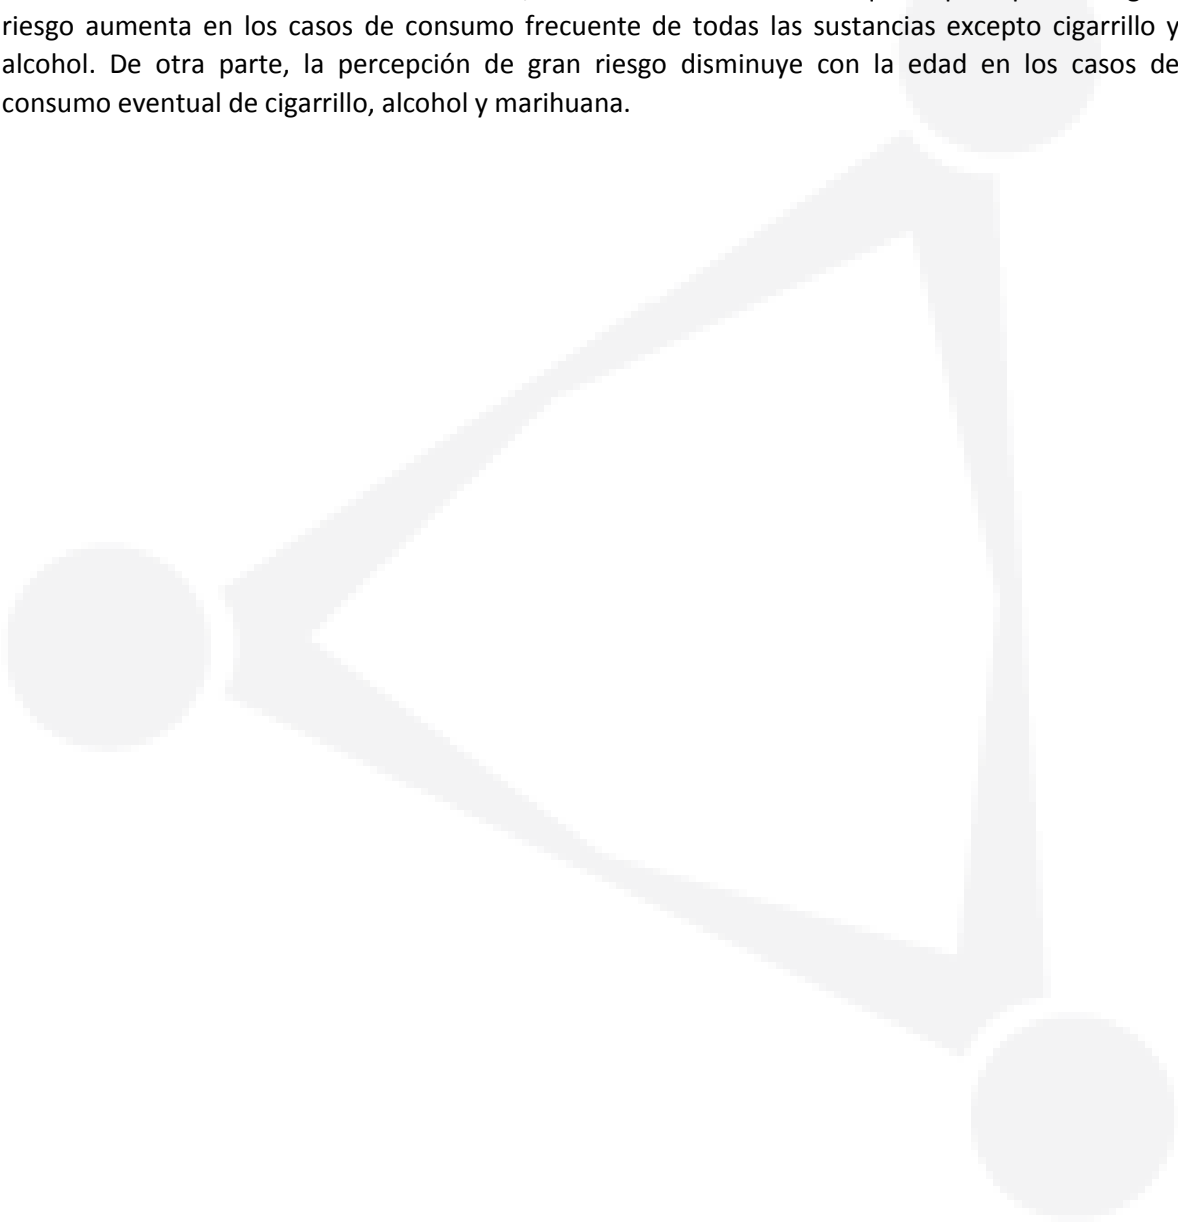 riesgo aumenta en los casos de consumo frecuente de todas las sustancias excepto cigarrillo y
alcohol. De otra parte, la percepción de gran riesgo disminuye con la edad en los casos de
consumo eventual de cigarrillo, alcohol y marihuana.